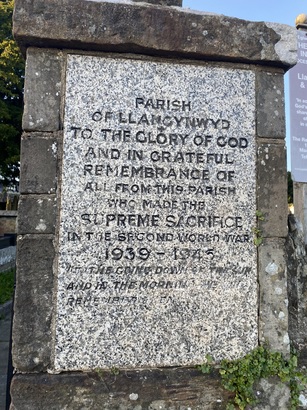 PARISH
OF LLANGYNWYD
TO THE GLORY OF GOD
AND IN GRATEFUL
REMEMBRANCE OF
ALL FROM THIS PARISH
WHO MADE THE
SUPREME SACRIFICE
IN THE SECOND WORLD WAR
1939 - 1945
AT THE GOING DOWN OF THE SUN
AND IN THE MORNING WE
REMEMBER